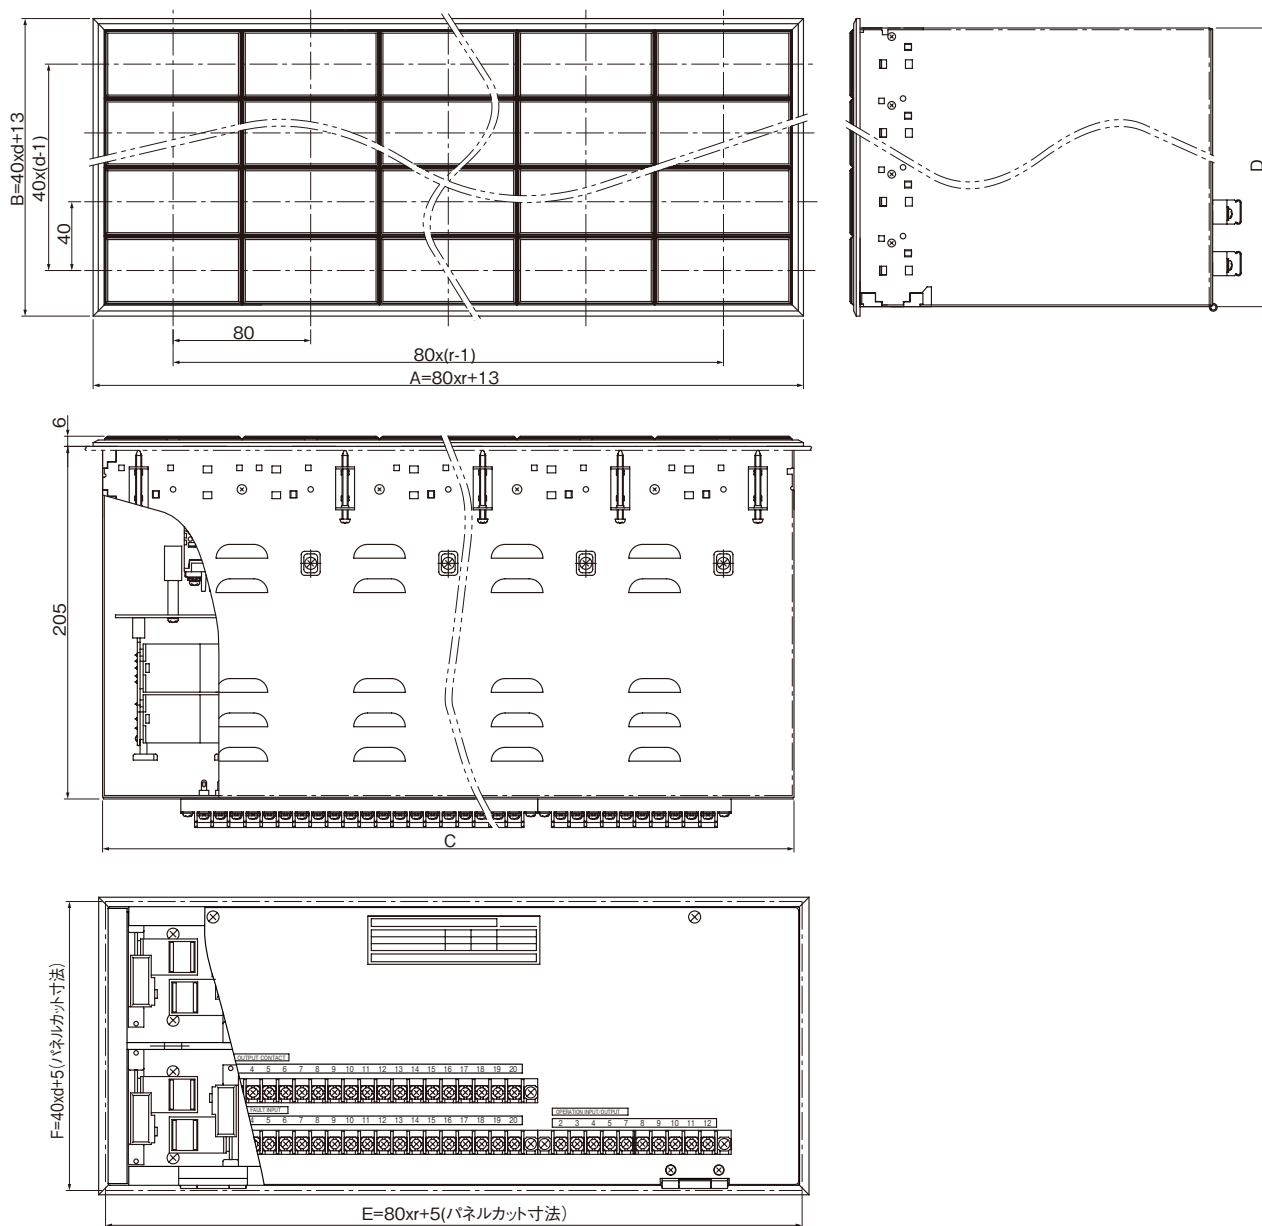 B=40xd+13
40x(d-1)
40
80
80x(r-1)
A=80xr+13
D
6
205
C
F=40xd+5(パネルカット寸法)
OUTPUT CONTACT
4 5 6 7 8 9 10 11 12 13 14 15 16 17 18 19 20
FAULT INPUT
4 5 6 7 8 9 10 11 12 13 14 15 16 17 18 19 20
OPERATION INPUT/OUTPUT
2 3 4 5 7 8 9 10 11 12
E=80xr+5(パネルカット寸法)